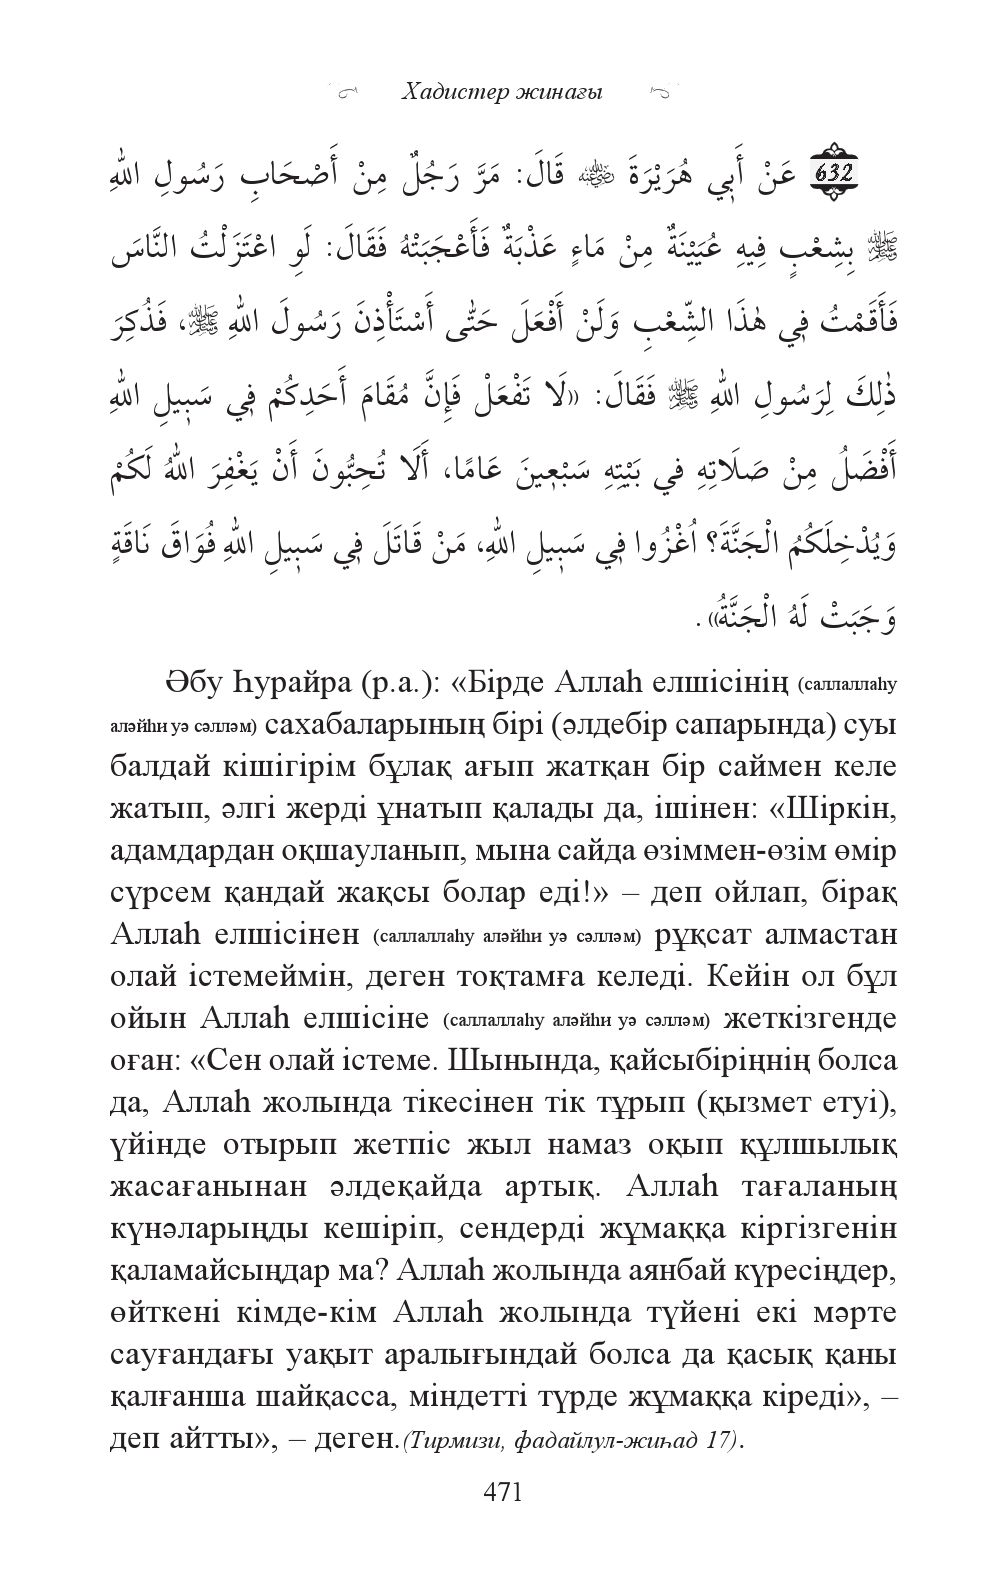 Хадистер жинағы
632 عَنْ أَبِي هُرَيْرَةَ ﵁ قَالَ: مَرَّ رَجُلٌ مِنْ أَصْحَابِ رَسُولِ اللهِ
ﷺ بِشِعْبٍ فِيهِ عُيَيْنَةٌ مِنْ مَاءٍ عَذْبَةٌ فَأَعْجَبَتْهُ فَقَالَ: لَوِ اعْتَزَلْتُ النَّاسَ
فَأَقَمْتُ فِي هٰذَا الشِّعْبِ وَلَنْ أَفْعَلَ حَتّٰى أَسْتَأْذِنَ رَسُولَ اللهِ ﷺ، فَذُكِرَ
ذٰلِكَ لِرَسُولِ اللهِ ﷺ فَقَالَ: «لَا تَفْعَلْ فَإِنَّ مُقَامَ أَحَدِكُمْ فِي سَبِيلِ اللهِ
أَفْضَلُ مِنْ صَلَاتِهِ فِي بَيْتِهِ سَبْعِينَ عَامًا، أَلَا تُحِبُّونَ أَنْ يَغْفِرَ اللهُ لَكُمْ
وَيُدْخِلَكُمُ الْجَنَّةَ؟ اُغْزُوا فِي سَبِيلِ اللهِ، مَنْ قَاتَلَ فِي سَبِيلِ اللهِ فُوَاقَ نَاقَةٍ
وَجَبَتْ لَهُ الْجَنَّةُ».
Әбу Һурайра (р.а.): «Бірде Аллаһ елшісінің (саллаллаһу
аләйһи уә сәлләм) сахабаларының бірі (әлдебір сапарында) суы
балдай кішігірім бұлақ ағып жатқан бір саймен келе
жатып, әлгі жерді ұнатып қалады да, ішінен: «Шіркін,
адамдардан оқшауланып, мына сайда өзіммен-өзім өмір
сүрсем қандай жақсы болар еді!» – деп ойлап, бірақ
Аллаһ елшісінен (саллаллаһу аләйһи уә сәлләм) рұқсат алмастан
олай істемеймін, деген тоқтамға келеді. Кейін ол бұл
ойын Аллаһ елшісіне (саллаллаһу аләйһи уә сәлләм) жеткізгенде
оған: «Сен олай істеме. Шынында, қайсыбіріңнің болса
да, Аллаһ жолында тікесінен тік тұрып (қызмет етуі),
үйінде отырып жетпіс жыл намаз оқып құлшылық
жасағанынан әлдеқайда артық. Аллаһ тағаланың
күнәларыңды кешіріп, сендерді жұмаққа кіргізгенін
қаламайсыңдар ма? Аллаһ жолында аянбай күресіңдер,
өйткені кімде-кім Аллаһ жолында түйені екі мәрте
сауғандағы уақыт аралығындай болса да қасық қаны
қалғанша шайқасса, міндетті түрде жұмаққа кіреді», –
деп айтты», – деген.(Тирмизи, фадайлул-жиһад 17).
471